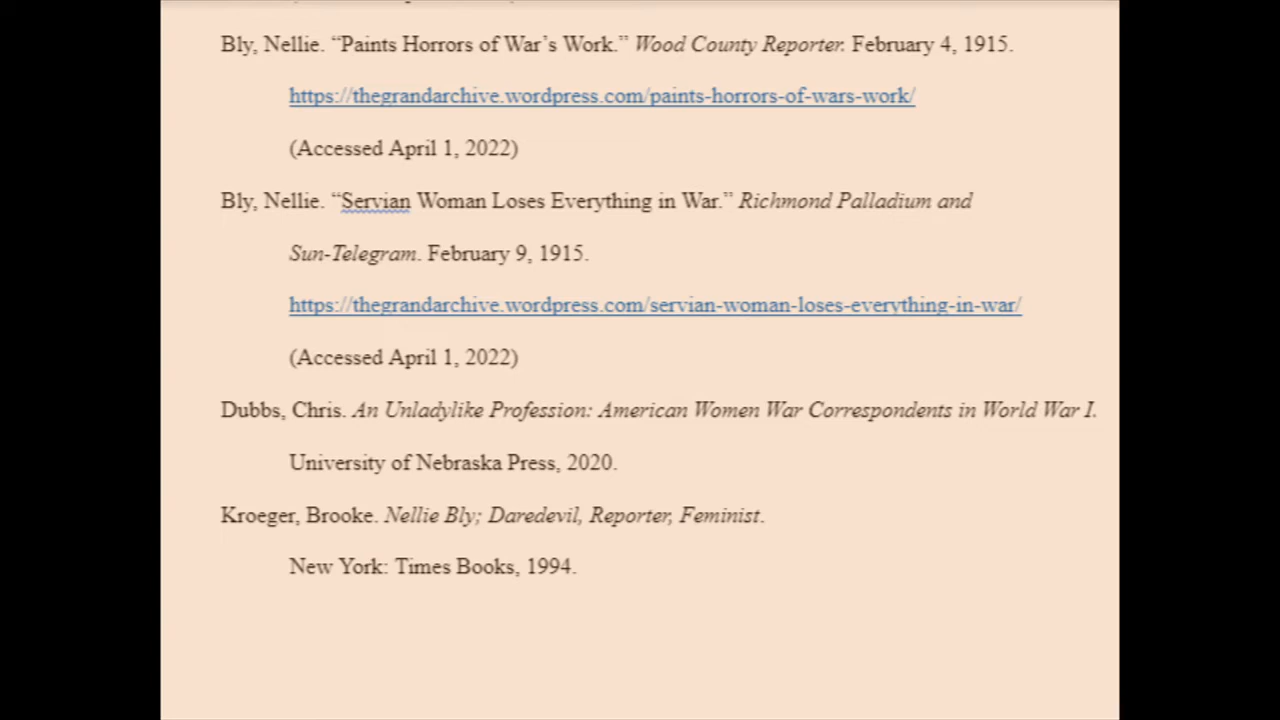 Bly, Nellie. “Paints Horrors of War’s Work.” Wood County Reporter. February 4, 1915.
https://thegrandarchive.wordpress.com/paints-horrors-of-wars-work/
(Accessed April 1, 2022)
Bly, Nellie. “Servian Woman Loses Everything in War.” Richmond Palladium and
Sun-Telegram. February 9, 1915.
https://thegrandarchive.wordpress.com/servian-woman-loses-everything-in-war/
(Accessed April 1, 2022)
Dubbs, Chris. An Unladylike Profession: American Women War Correspondents in World War I.
University of Nebraska Press, 2020.
Kroeger, Brooke. Nellie Bly; Daredevil, Reporter, Feminist.
New York: Times Books, 1994.